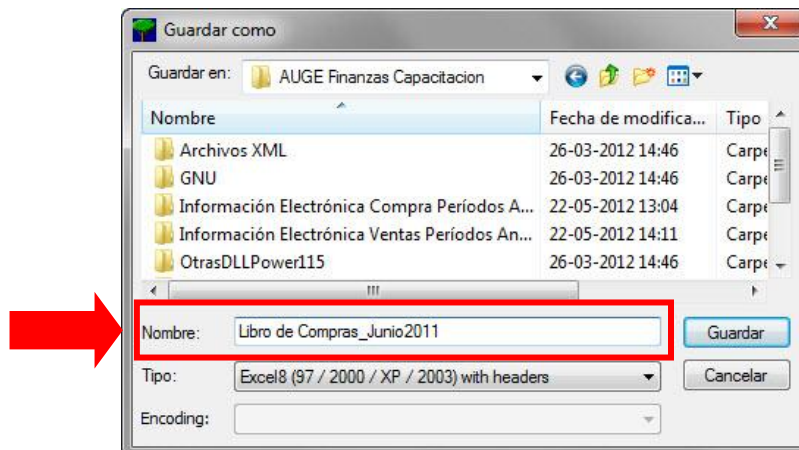 Guardar como
Guardar en: AUGE Finanzas Capacitacion
Nombre Fecha de modifica... Tipo
Archivos XML 26-03-2012 14:46 Carpe
GNU 26-03-2012 14:46 Carpe
Información Electrónica Compra Períodos A... 22-05-2012 13:04 Carpe
Información Electrónica Ventas Períodos An... 22-05-2012 14:11 Carpe
OtrasDLLPower115 26-03-2012 14:46 Carpe
Nombre: Libro de Compras_Junio2011 Guardar
Tipo: Excel8 (97 / 2000 / XP / 2003) with headers Cancelar
Encoding: